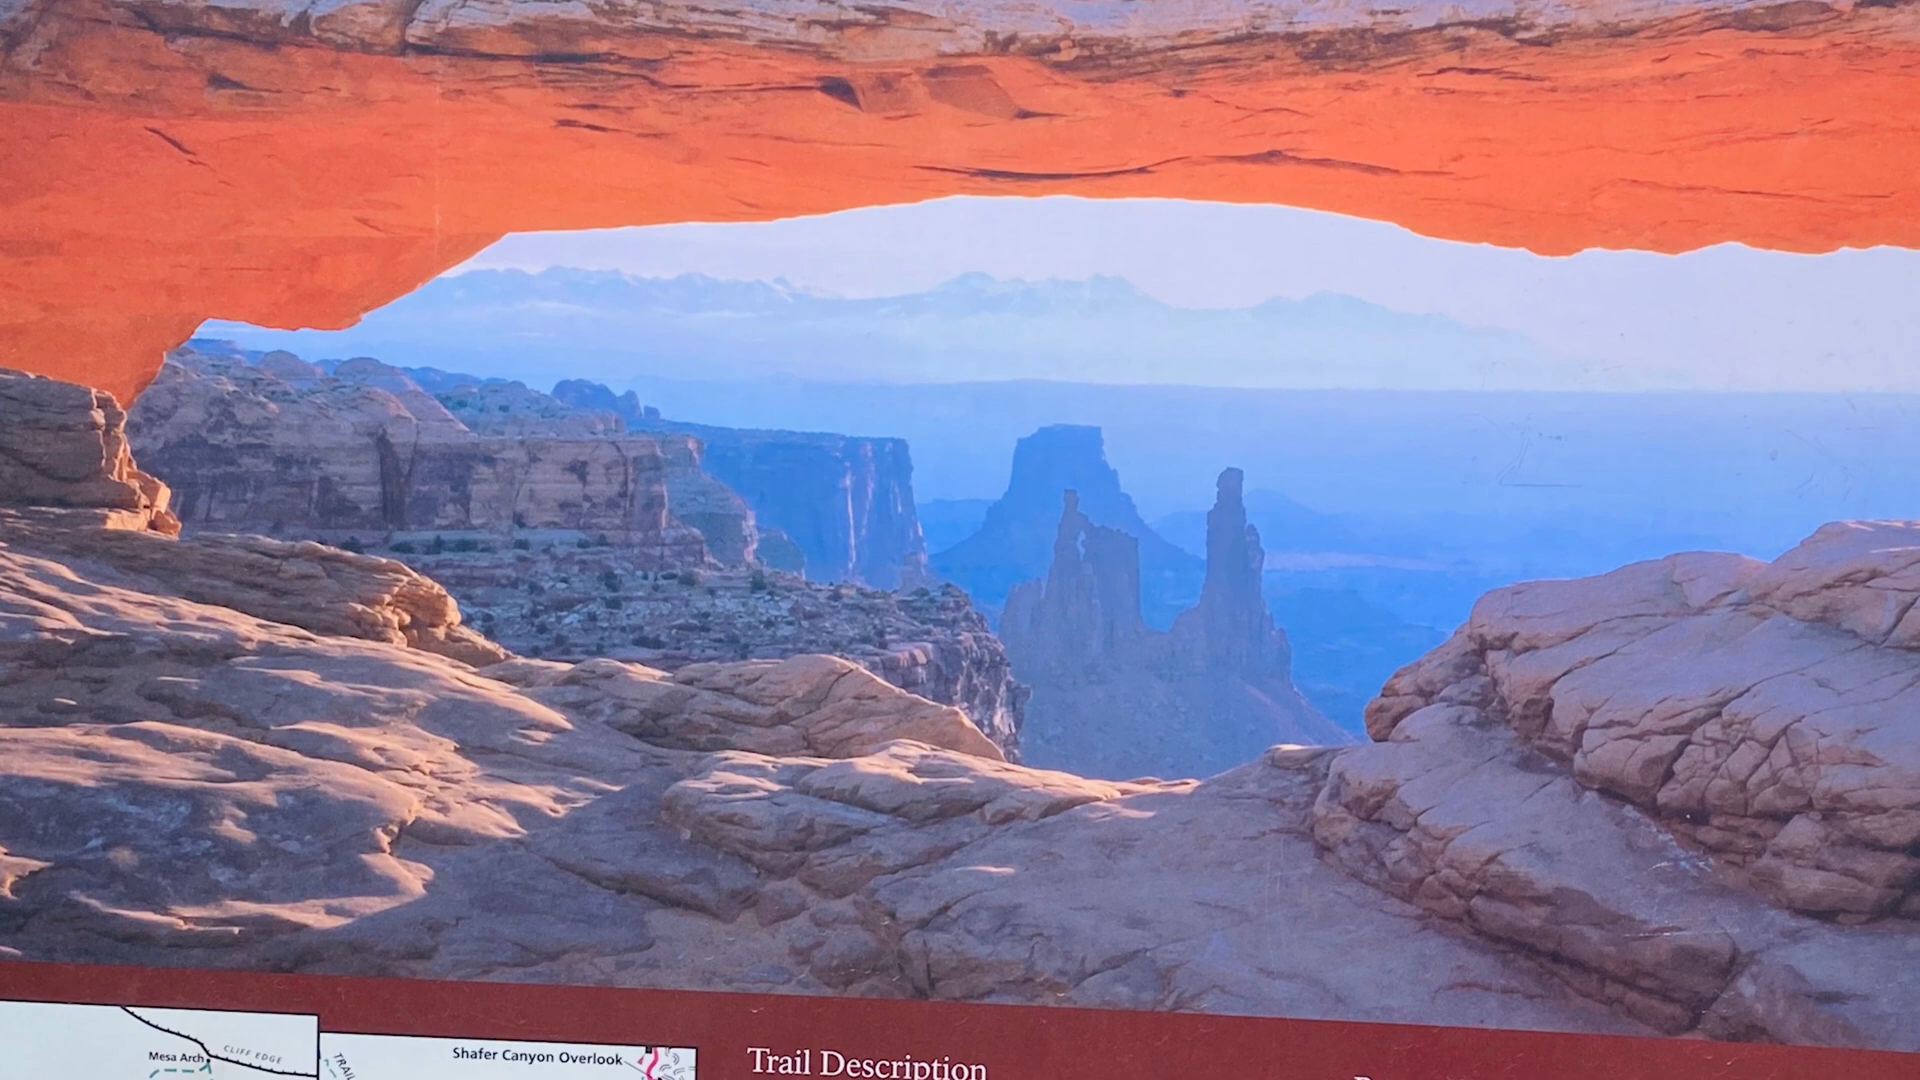 Mesa Arch
CLIFF EDGE
TRAIL
Shafer Canyon Overlook
Trail Description